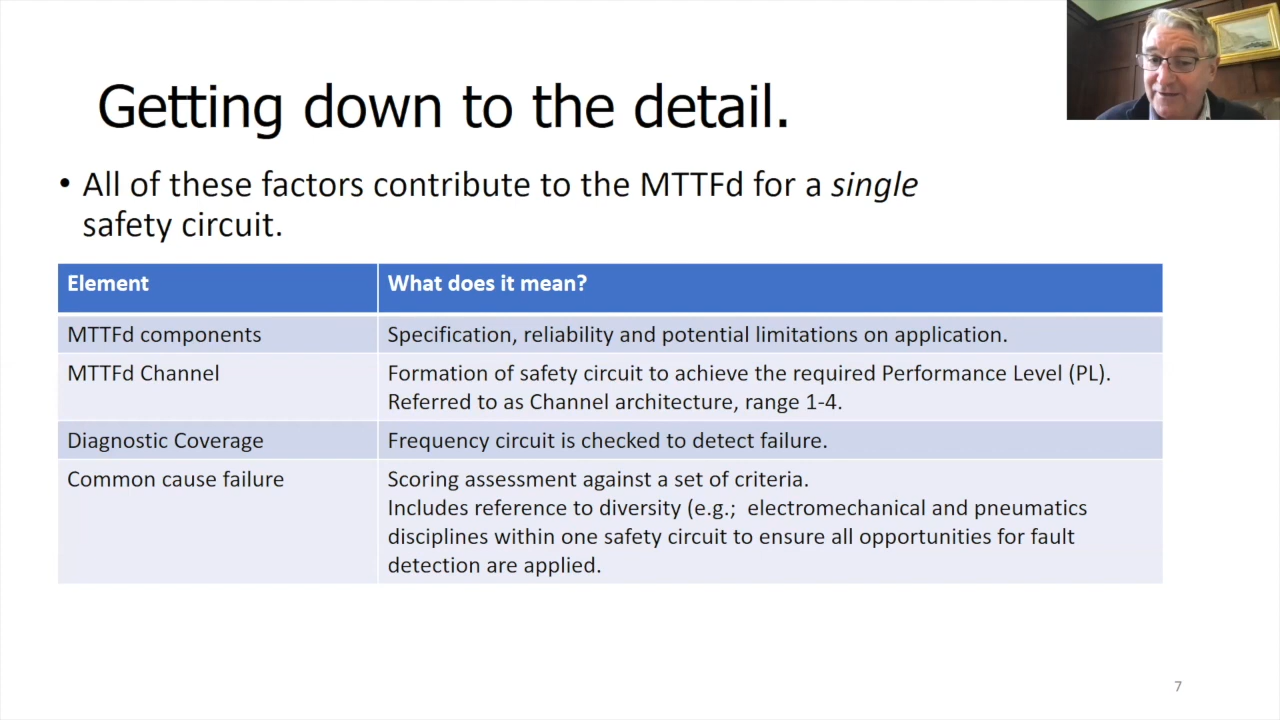 Getting down to the detail.
• All of these factors contribute to the MTTFd for a single
safety circuit.
Element
What does it mean?
MTTFd components
Specification, reliability and potential limitations on application.
MTTFd Channel
Formation of safety circuit to achieve the required Performance Level (PL).
Referred to as Channel architecture, range 1-4.
Diagnostic Coverage
Frequency circuit is checked to detect failure.
Common cause failure
Scoring assessment against a set of criteria.
Includes reference to diversity (e.g.;  electromechanical and pneumatics
disciplines within one safety circuit to ensure all opportunities for fault
detection are applied.
7